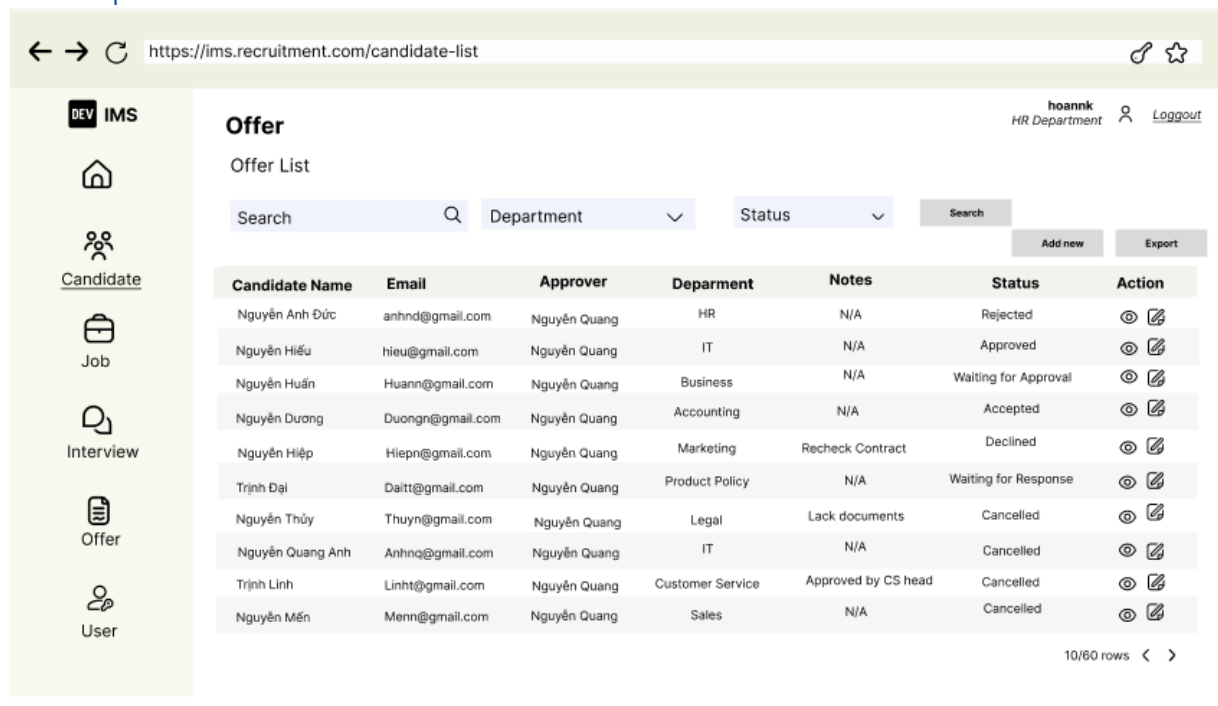 https://ims.recruitment.com/candidate-list
DEV IMS
hoannk
HR Department
Loggout
Offer
Offer List
Search Department Status Search
Add new Export
Candidate
Job
Interview
Offer
User
Candidate Name Email Approver Deparment Notes Status Action
Nguyễn Anh Đức anhnd@gmail.com Nguyễn Quang HR N/A Rejected
Nguyễn Hiếu hieu@gmail.com Nguyễn Quang IT N/A Approved
Nguyễn Huấn Huann@gmail.com Nguyễn Quang Business N/A Waiting for Approval
Nguyễn Dương Duongn@gmail.com Nguyễn Quang Accounting N/A Accepted
Nguyễn Hiệp Hiepn@gmail.com Nguyễn Quang Marketing Recheck Contract Declined
Trịnh Đại Daitt@gmail.com Nguyễn Quang Product Policy N/A Waiting for Response
Nguyễn Thủy Thuyn@gmail.com Nguyễn Quang Legal Lack documents Cancelled
Nguyễn Quang Anh Anhnq@gmail.com Nguyễn Quang IT N/A Cancelled
Trịnh Linh Linht@gmail.com Nguyễn Quang Customer Service Approved by CS head Cancelled
Nguyễn Mến Menn@gmail.com Nguyễn Quang Sales N/A Cancelled
10/60 rows